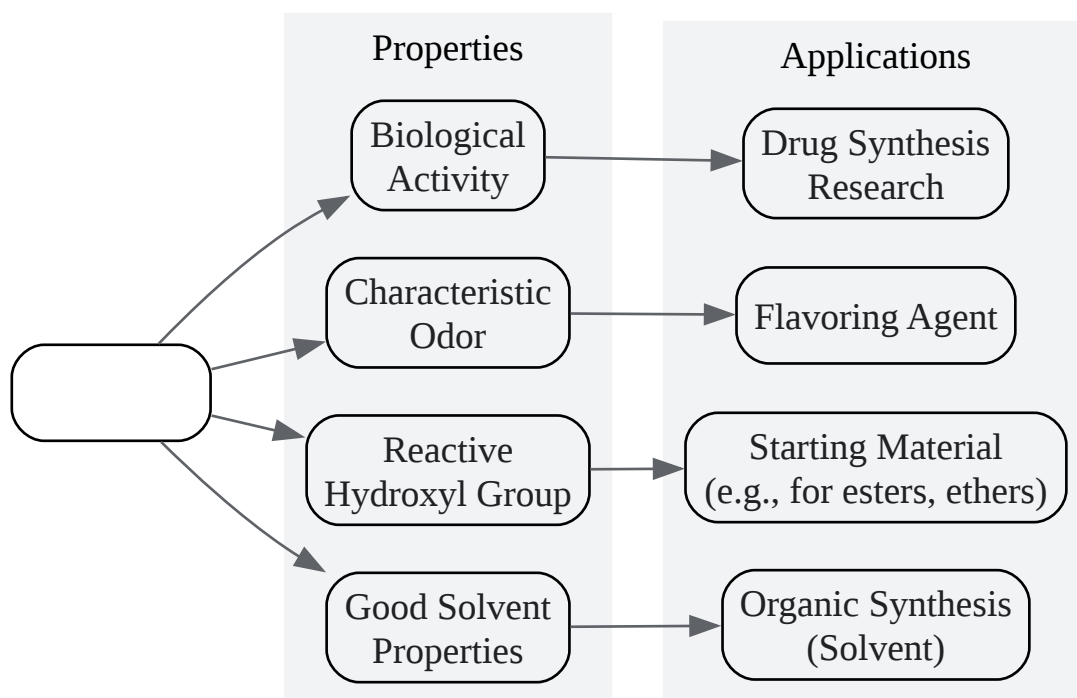 Properties
Biological
Activity
Characteristic
Odor
Reactive
Hydroxyl Group
Good Solvent
Properties
Applications
Drug Synthesis
Research
Flavoring Agent
Starting Material
(e.g., for esters, ethers)
Organic Synthesis
(Solvent)